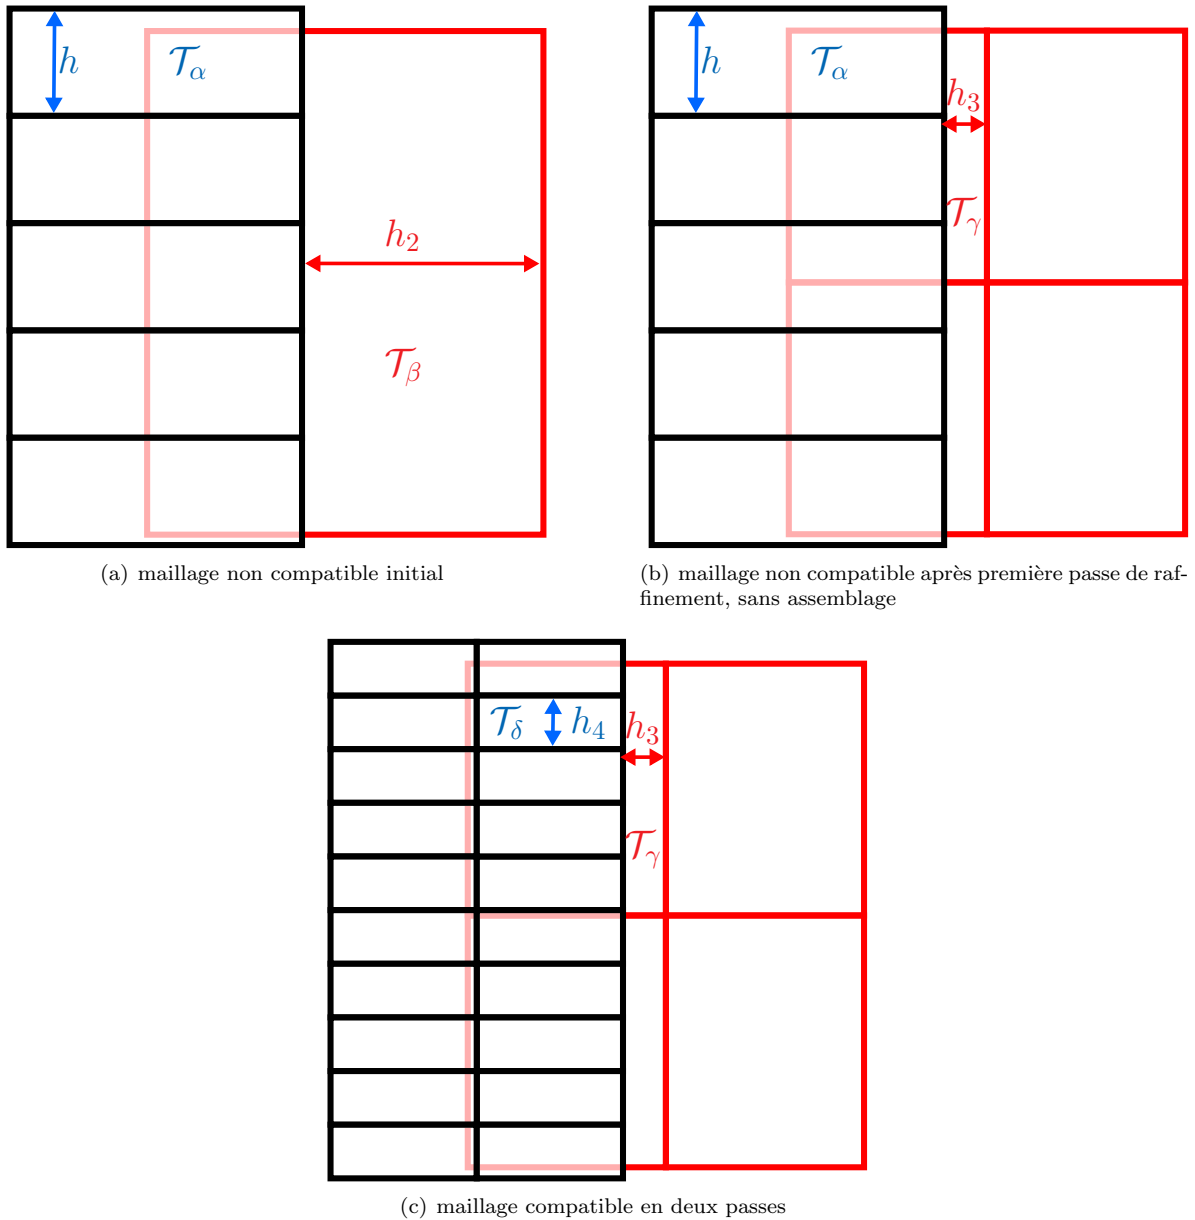 h
𝒯α
h2
𝒯β
(a) maillage non compatible initial
h
𝒯α
h3
𝒯γ
(b) maillage non compatible après première passe de raf-
finement, sans assemblage
𝒯δ
h4
h3
𝒯γ
(c) maillage compatible en deux passes